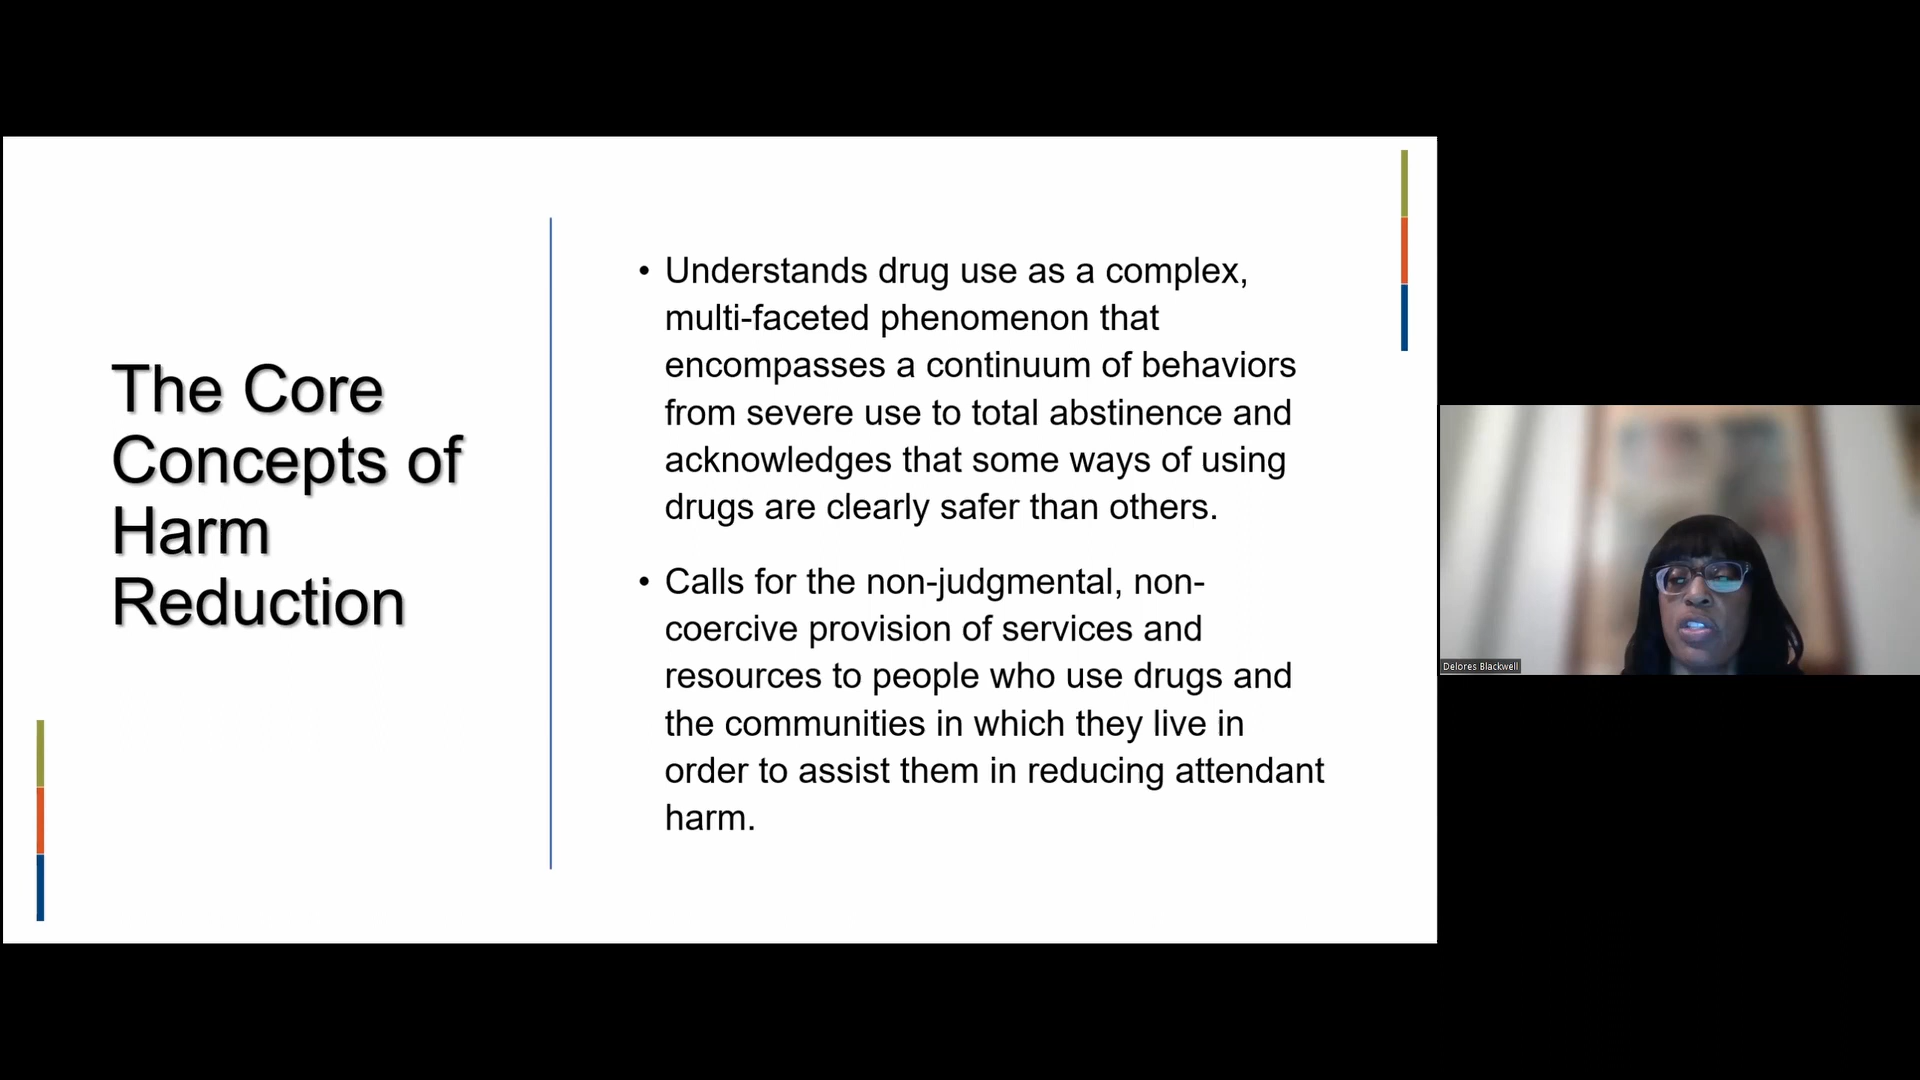 The Core
Concepts of
Harm
Reduction
• Understands drug use as a complex,
multi-faceted phenomenon that
encompasses a continuum of behaviors
from severe use to total abstinence and
acknowledges that some ways of using
drugs are clearly safer than others.
• Calls for the non-judgmental, non-
coercive provision of services and
resources to people who use drugs and
the communities in which they live in
order to assist them in reducing attendant
harm.
Delores Blackwell